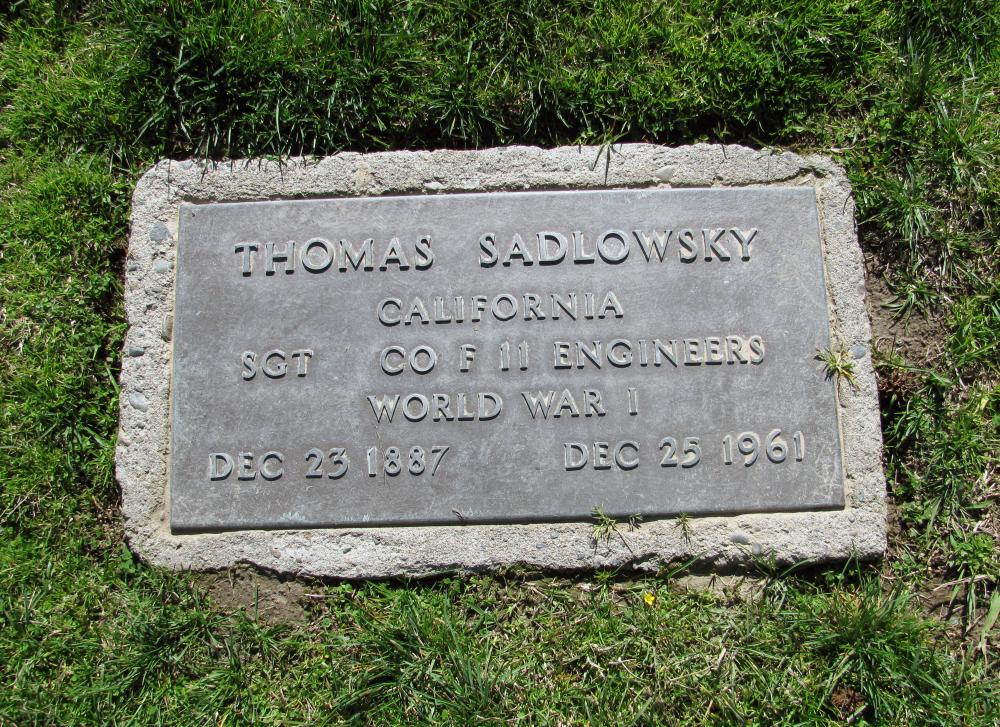 THOMAS SADLOWSKY
CALIFORNIA
SGT CO F 11 ENGINEERS
WORLD WAR I
DEC 23 1887 DEC 25 1961